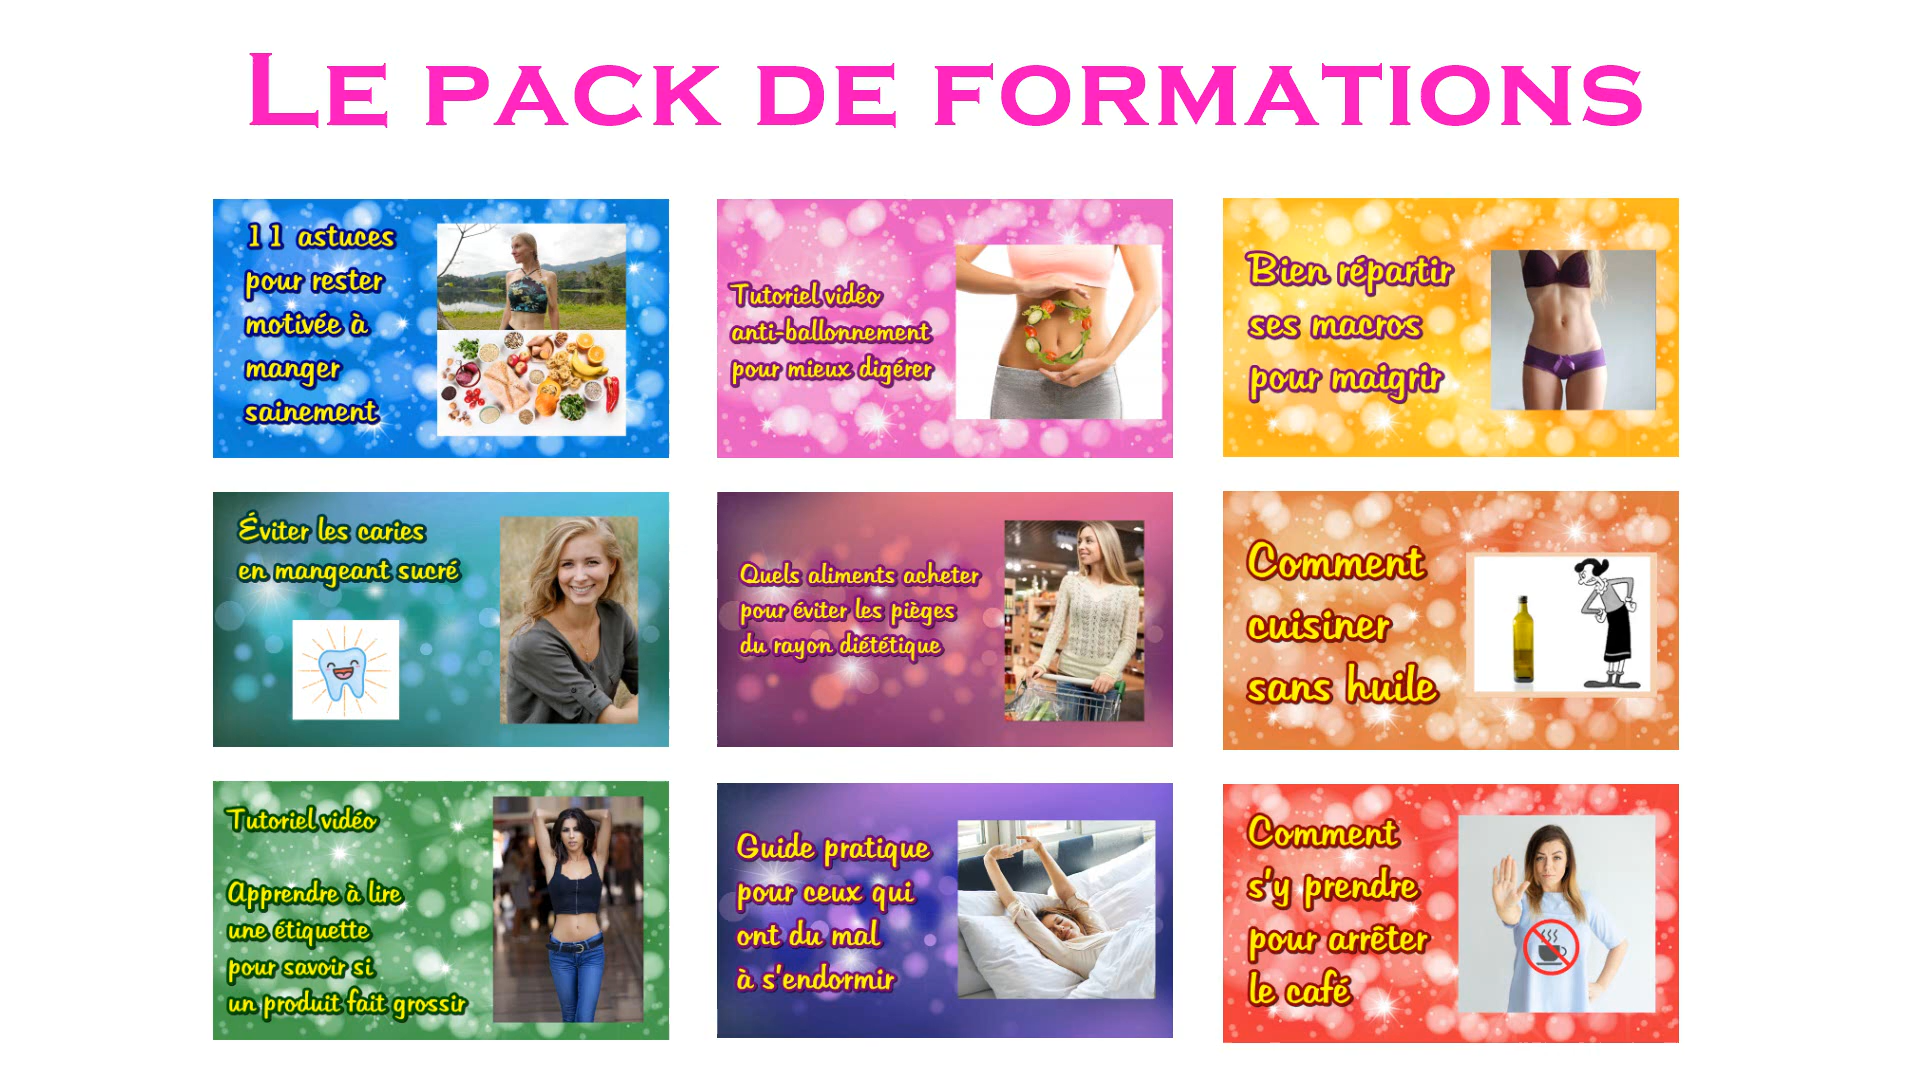 LE PACK DE FORMATIONS
11 astuces
pour rester
motivée à
manger
sainement
Tutoriel vidéo
anti-ballonnement
pour mieux digérer
Bien répartir
ses macros
pour maigrir
Éviter les caries
en mangeant sucré
Quels aliments acheter
pour éviter les pièges
du rayon diététique
Comment
cuisiner
sans huile
Tutoriel vidéo
Apprendre à lire
une étiquette
pour savoir si
un produit fait grossir
Guide pratique
pour ceux qui
ont du mal
à s'endormir
Comment
s'y prendre
pour arrêter
le café